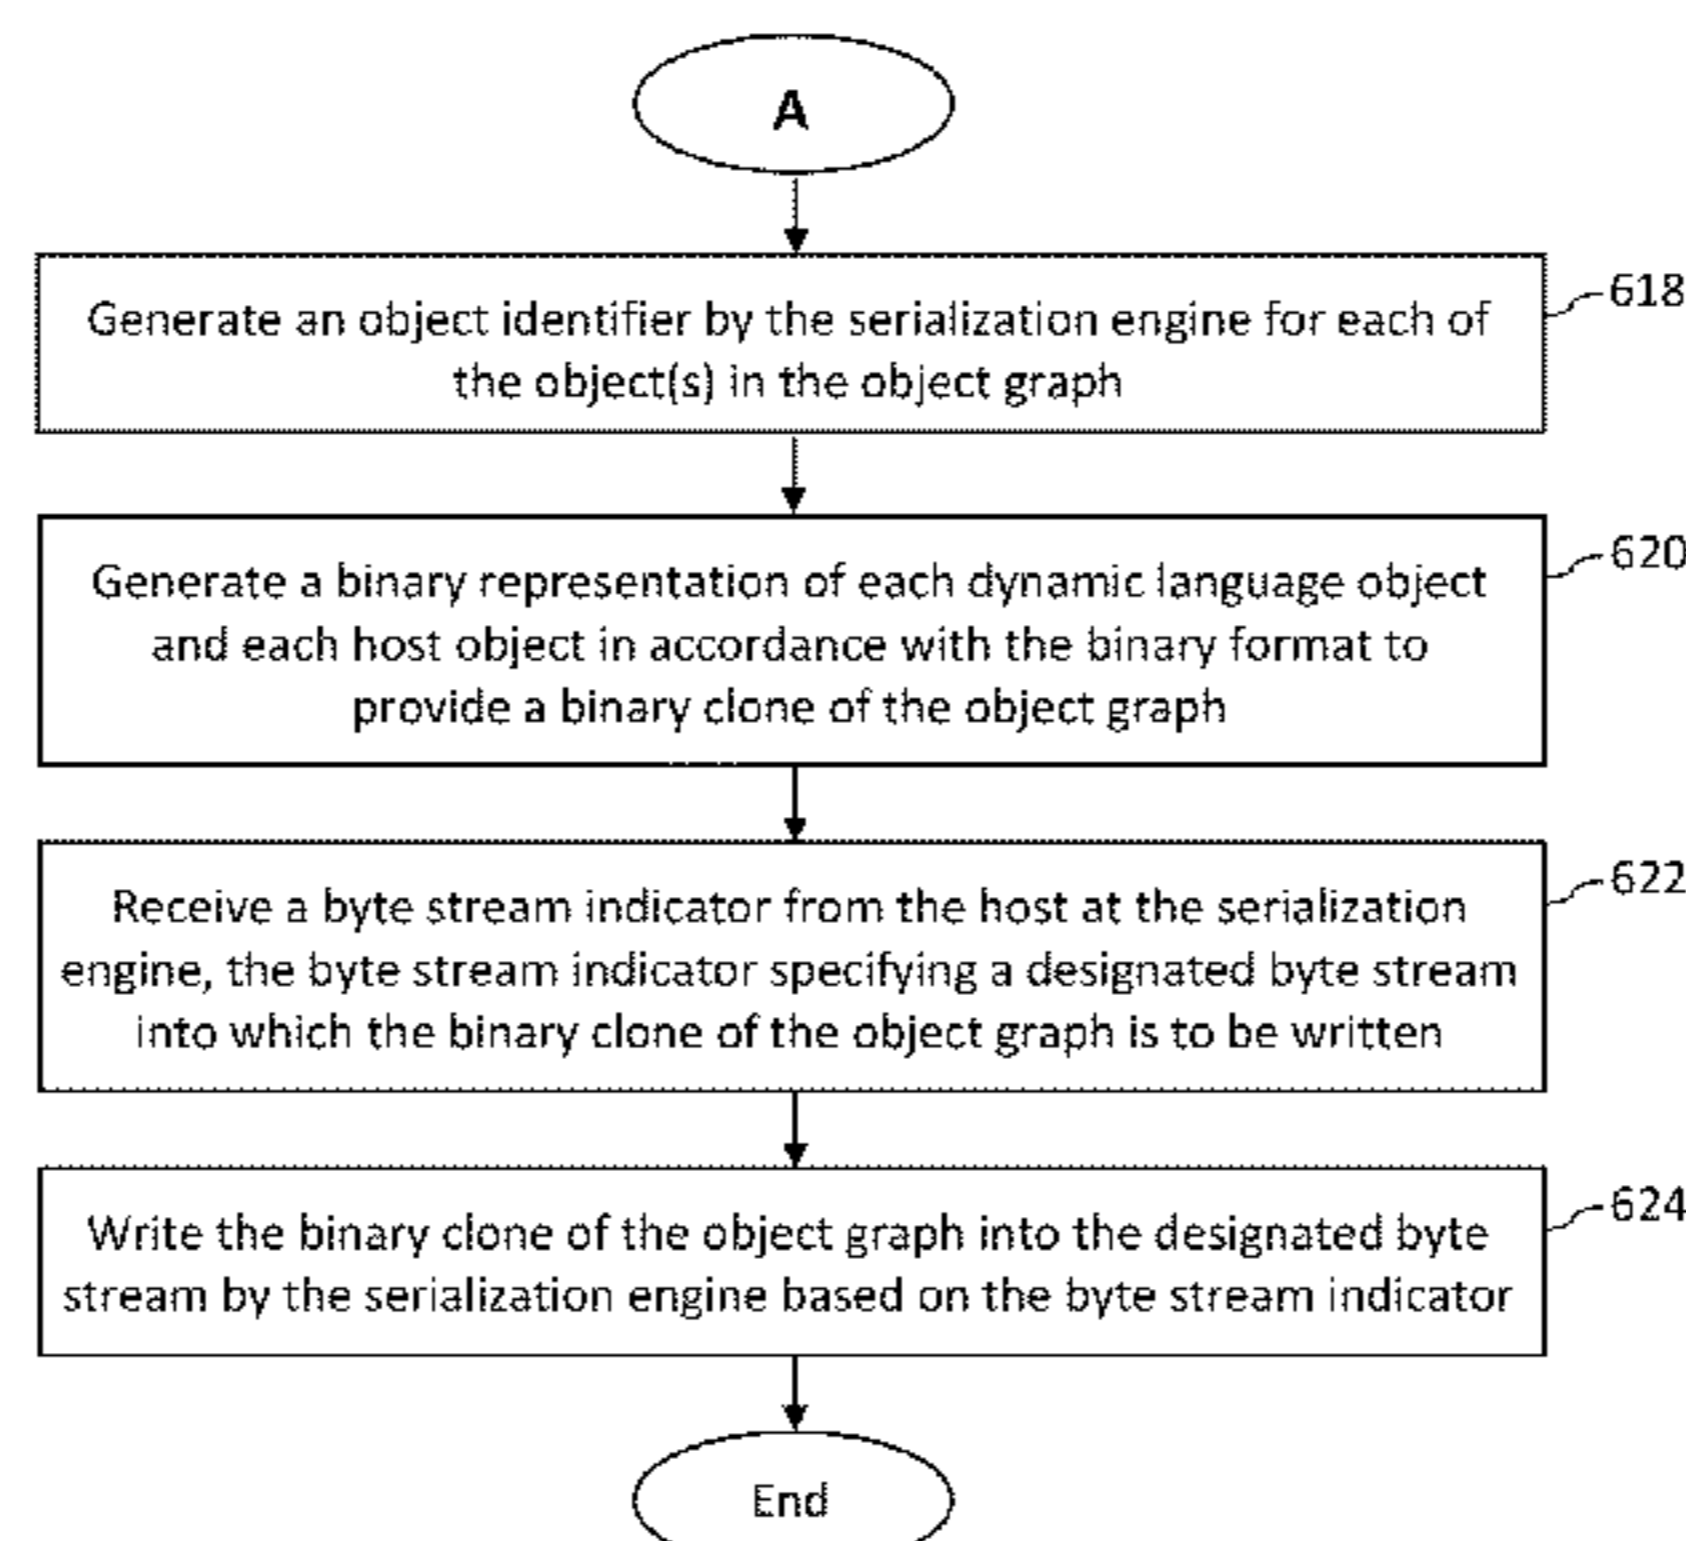 A
Generate an object identifier by the serialization engine for each of
the object(s) in the object graph
618
Generate a binary representation of each dynamic language object
and each host object in accordance with the binary format to
provide a binary clone of the object graph
620
Receive a byte stream indicator from the host at the serialization
engine, the byte stream indicator specifying a designated byte stream
into which the binary clone of the object graph is to be written
622
Write the binary clone of the object graph into the designated byte
stream by the serialization engine based on the byte stream indicator
624
End